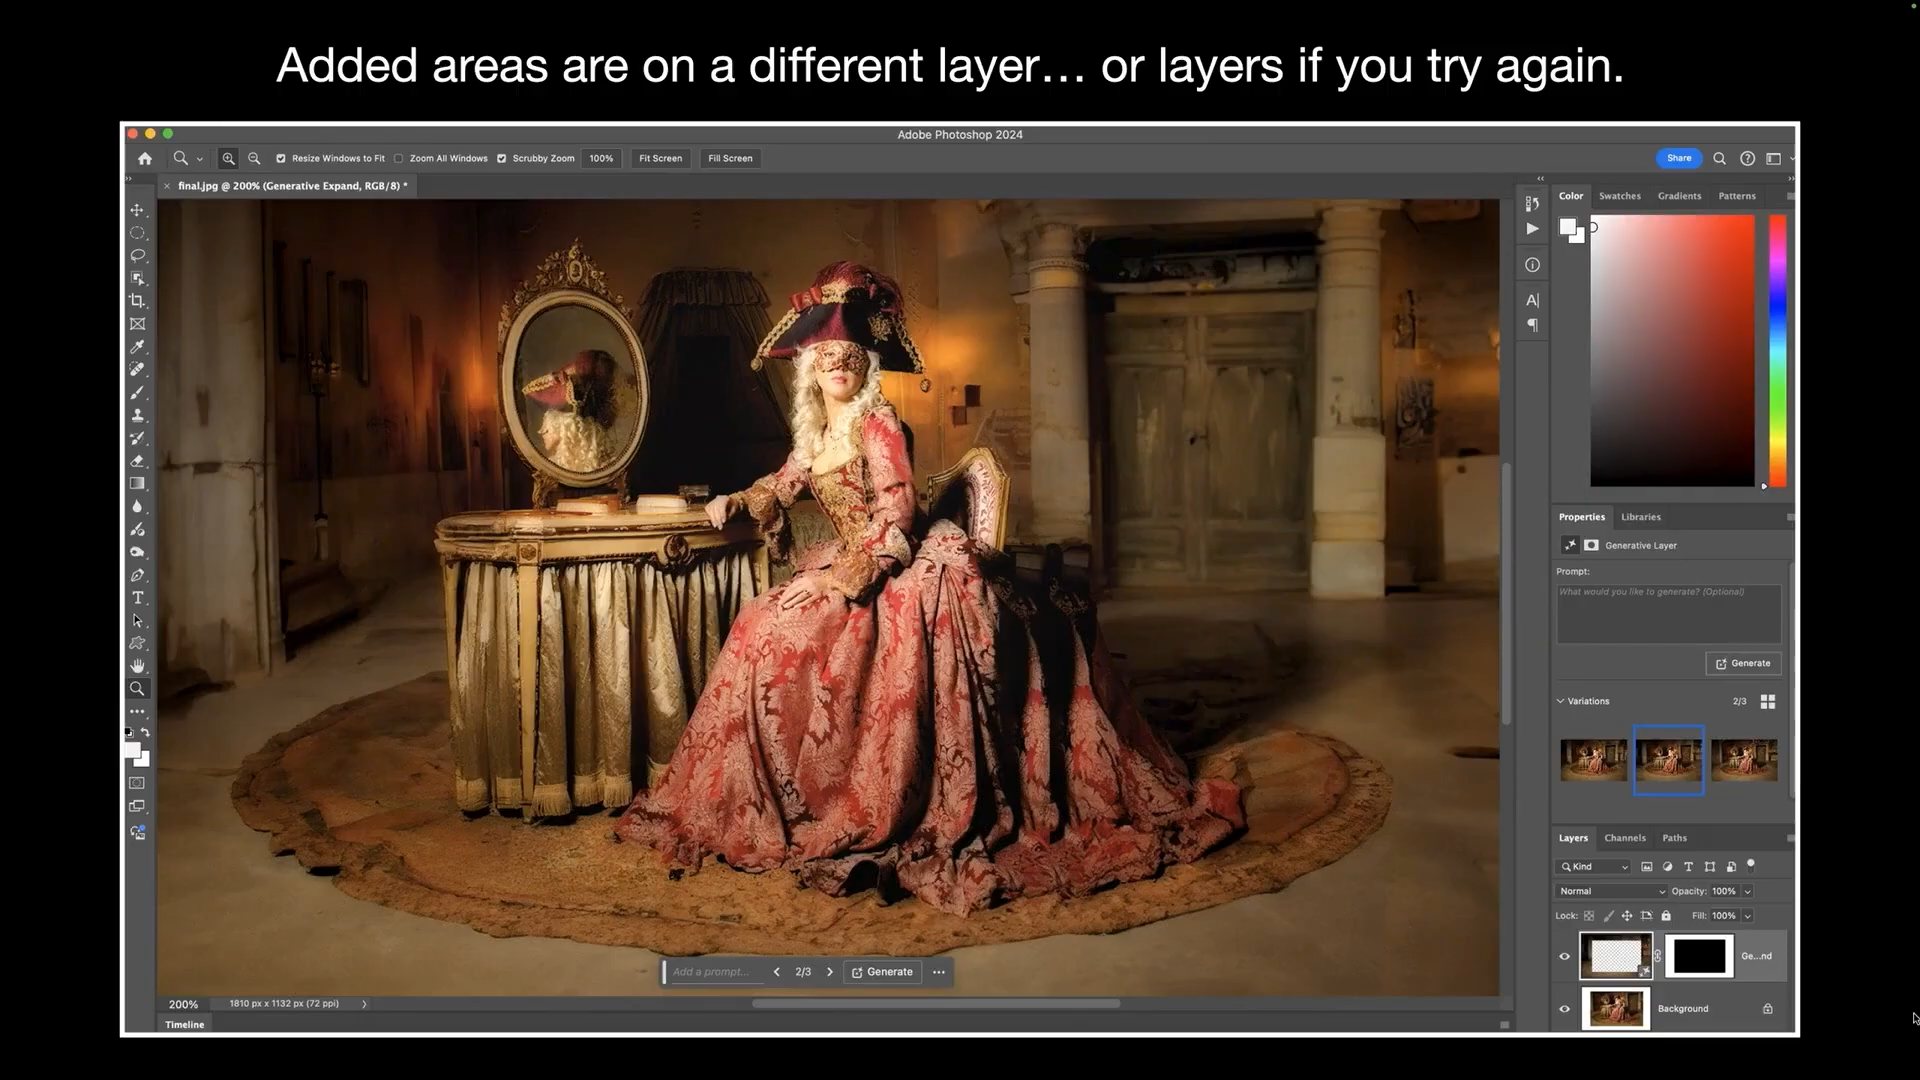 Added areas are on a different layer... or layers if you try again.
Adobe Photoshop 2024
Resize Windows to Fit Zoom All Windows Scrubby Zoom 100% Fit Screen Fill Screen Share
final.jpg @ 200% (Generative Expand, RGB/8) *
Color Swatches Gradients Patterns
Properties Libraries
Generative Layer
Prompt:
What would you like to generate? (Optional)
Generate
Variations 2/3
Layers Channels Paths
Kind
Normal Opacity: 100%
Lock: Fill: 100%
Ge...nd
Background
Add a prompt... 2/3 Generate
200% 1810 px x 1132 px (72 ppi)
Timeline